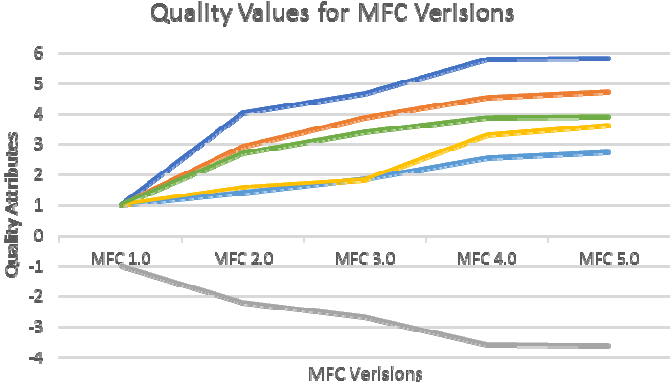 Quality Values for MFC Verisions
6
5
4
3
2
1
0
-1
-2
-3
-4
Quality Attributes
MFC 1.0 MFC 2.0 MFC 3.0 MFC 4.0 MFC 5.0
MFC Verisions